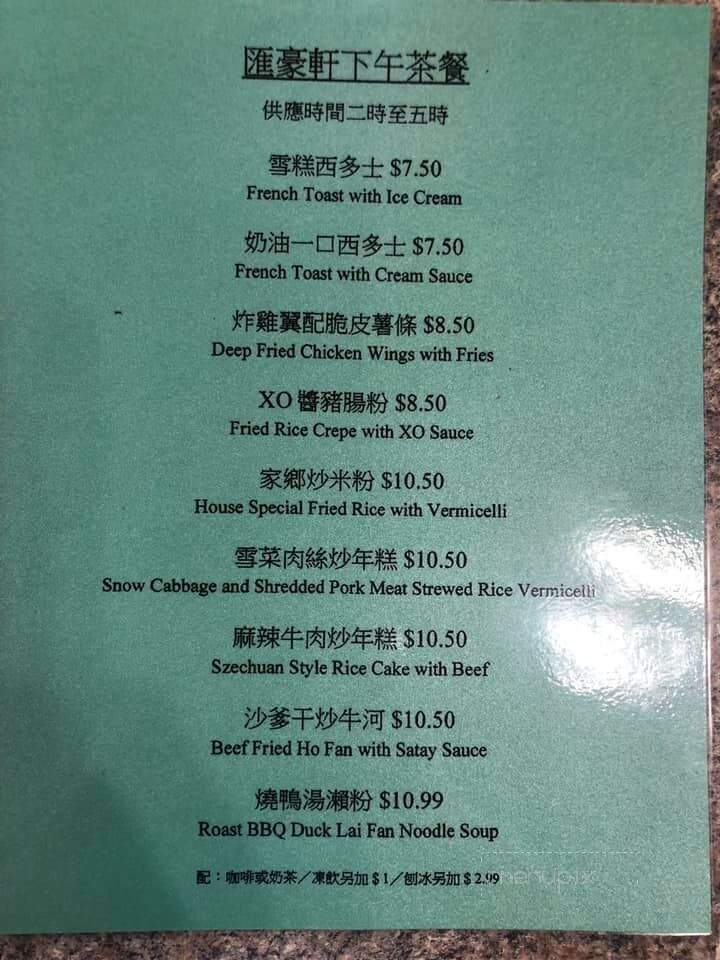 匯豪軒下午茶餐
供應時間二時至五時
雪糕西多士 $7.50
French Toast with Ice Cream
奶油一口西多士 $7.50
French Toast with Cream Sauce
炸雞翼配脆皮薯條 $8.50
Deep Fried Chicken Wings with Fries
XO 醬豬腸粉 $8.50
Fried Rice Crepe with XO Sauce
家鄉炒米粉 $10.50
House Special Fried Rice with Vermicelli
雪菜肉絲炒年糕 $10.50
Snow Cabbage and Shredded Pork Meat Strewed Rice Vermicelli
麻辣牛肉炒年糕 $10.50
Szechuan Style Rice Cake with Beef
沙爹干炒牛河 $10.50
Beef Fried Ho Fan with Satay Sauce
燒鴨湯瀨粉 $10.99
Roast BBQ Duck Lai Fan Noodle Soup
配：咖啡或奶茶／凍飲另加 $1／刨冰另加 $2.99